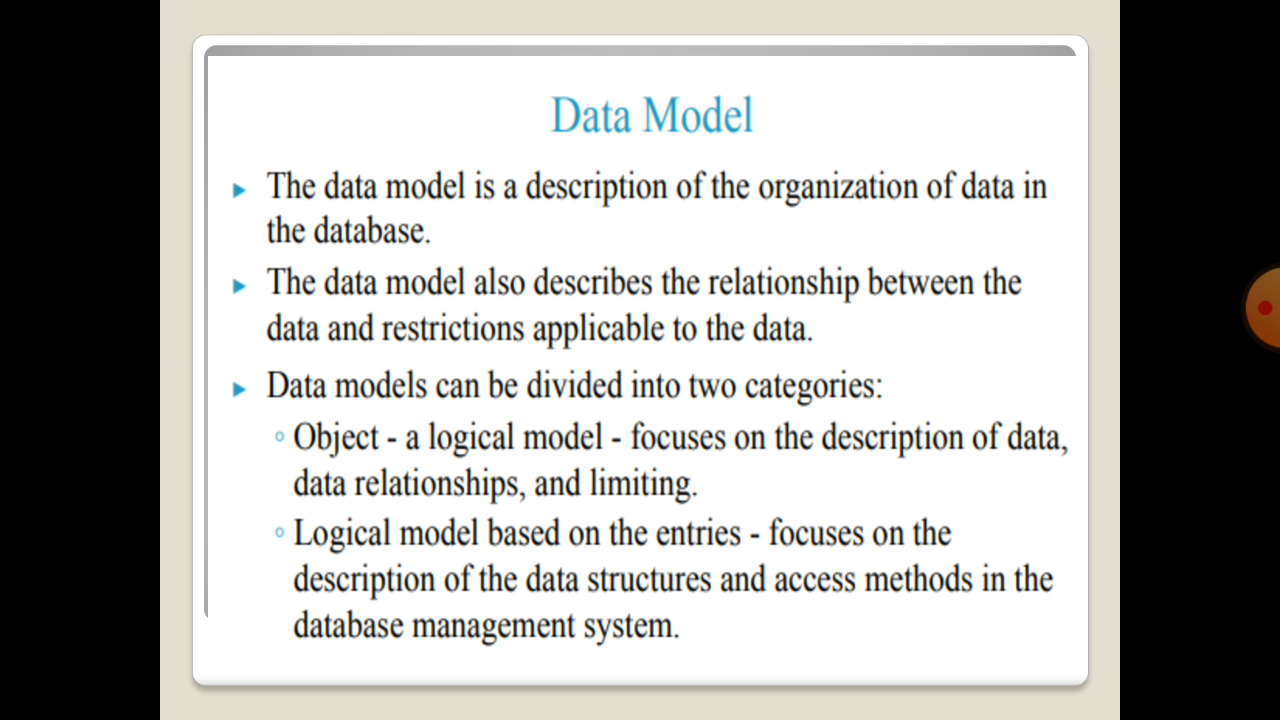 Data Model
The data model is a description of the organization of data in
the database.
The data model also describes the relationship between the
data and restrictions applicable to the data.
Data models can be divided into two categories:
Object - a logical model - focuses on the description of data,
data relationships, and limiting.
Logical model based on the entries - focuses on the
description of the data structures and access methods in the
database management system.